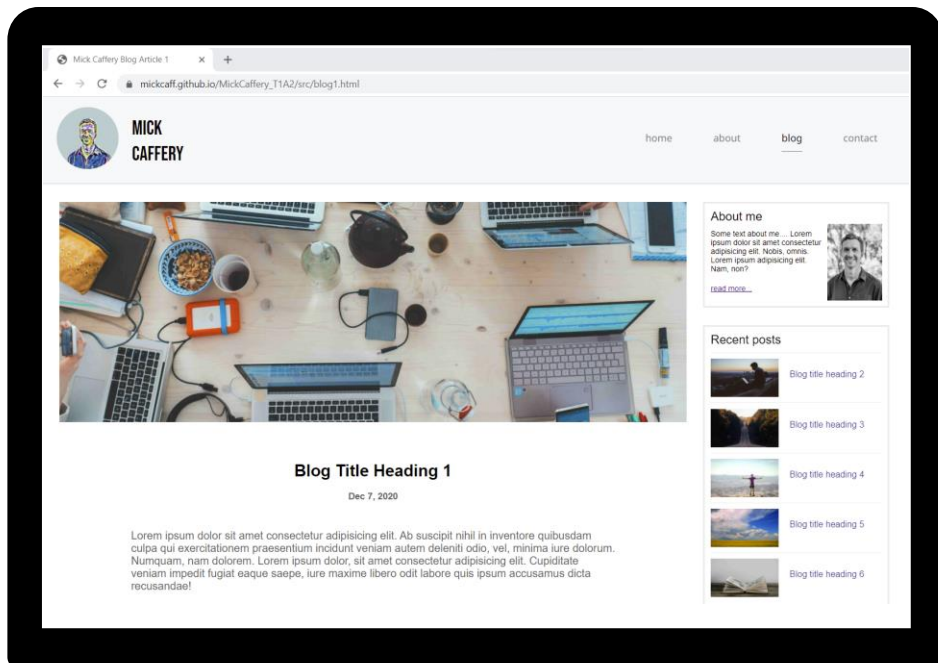 Mick Caffery Blog Article 1
mickcaff.github.io/MickCaffery_T1A2/src/blog1.html
MICK
CAFFERY
home about blog contact
About me
Some text about me.... Lorem
ipsum dolor sit amet consectetur
adipisicing elit. Nobis, omnis.
Lorem ipsum adipisicing elit.
Nam, non?
read more...
Recent posts
Blog title heading 2
Blog title heading 3
Blog title heading 4
Blog title heading 5
Blog title heading 6
Blog Title Heading 1
Dec 7, 2020
Lorem ipsum dolor sit amet consectetur adipisicing elit. Ab suscipit nihil in inventore quibusdam
culpa qui exercitationem praesentium incidunt veniam autem deleniti odio, vel, minima iure dolorum.
Numquam, nam dolorem. Lorem ipsum dolor, sit amet consectetur adipisicing elit. Cupiditate
veniam impedit fugiat eaque saepe, iure maxime libero odit labore quis ipsum accusamus dicta
recusandae!